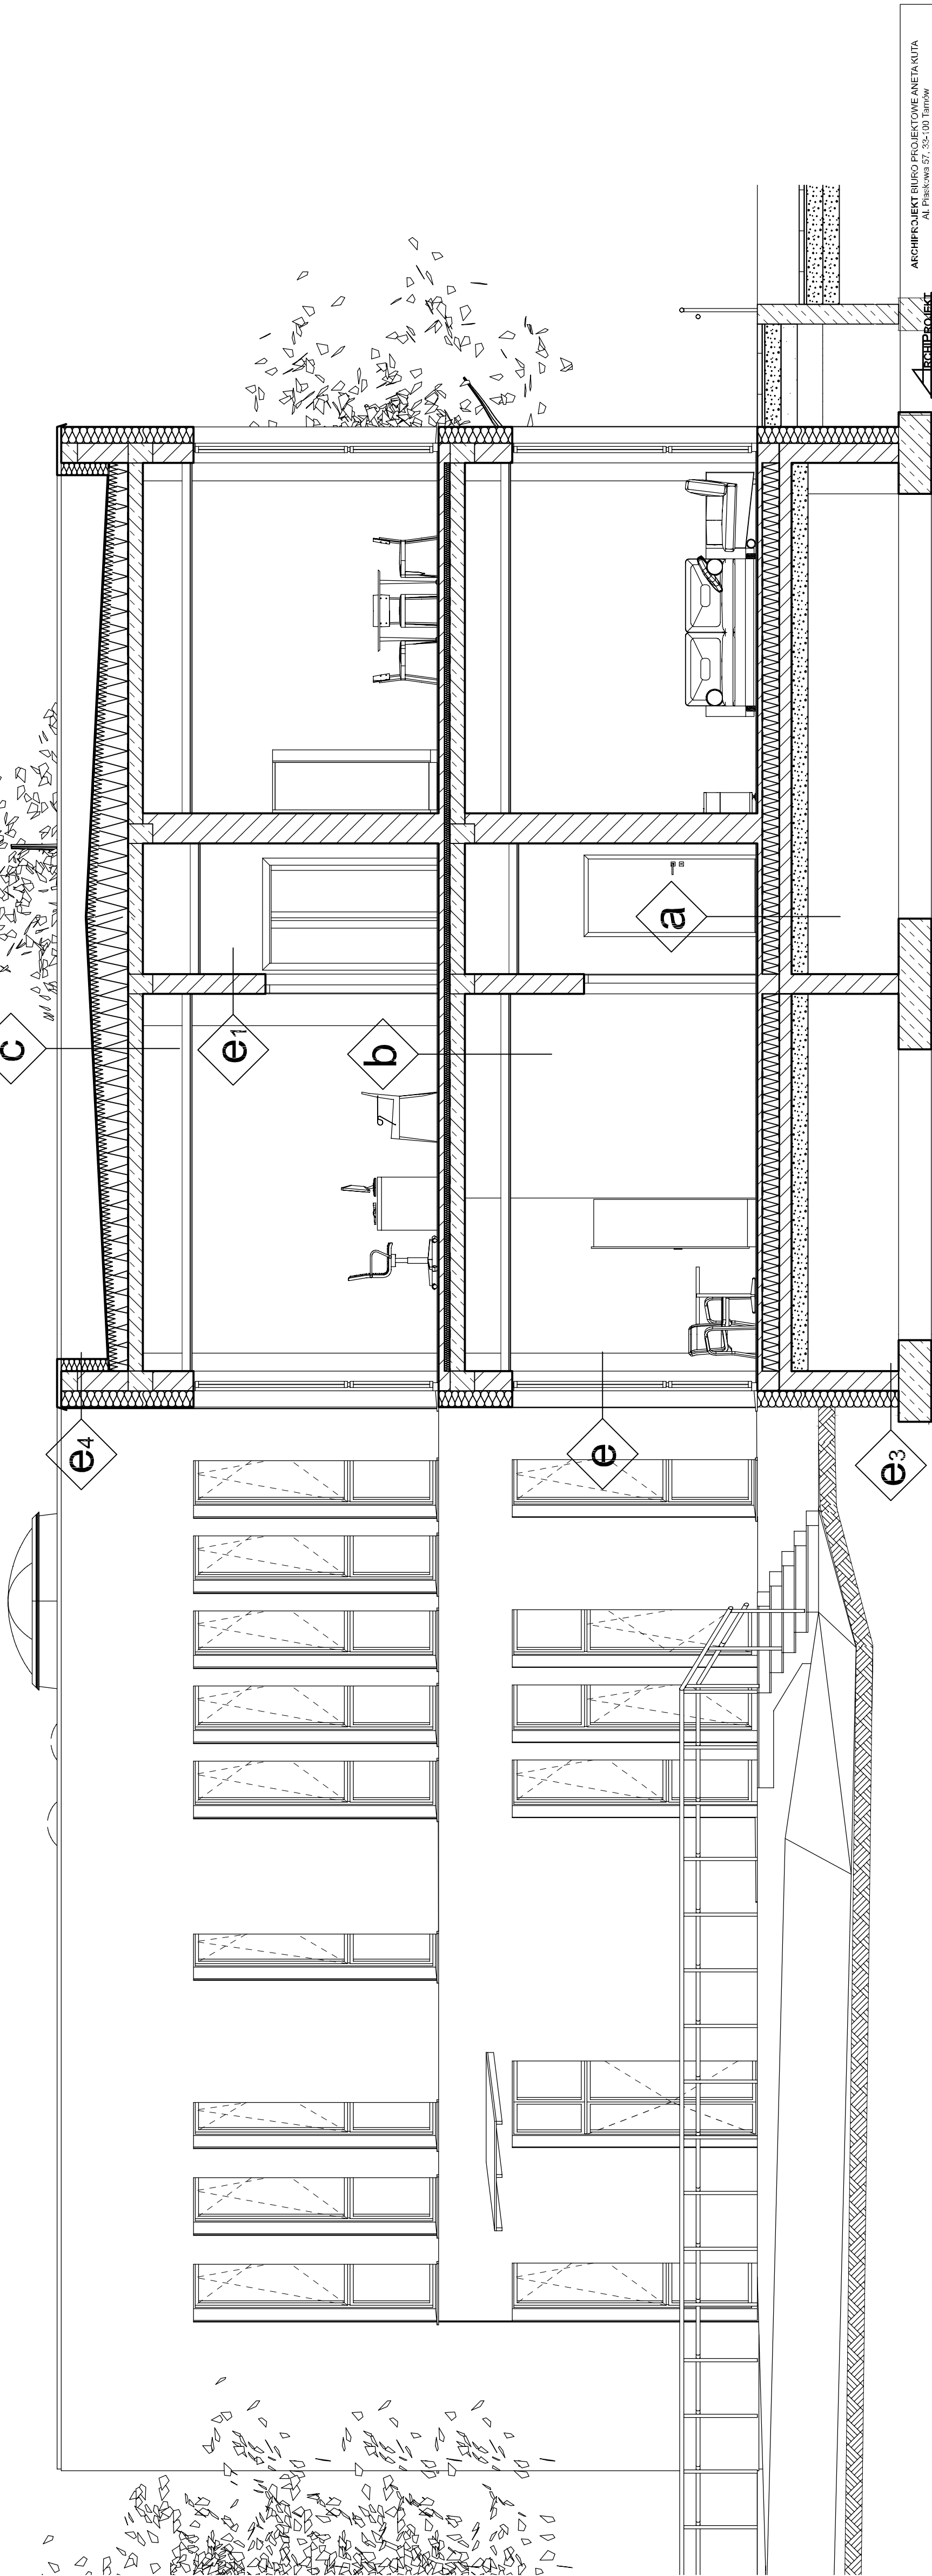 c
e1
b
a
e4
e
e3
ARCHIPROJEKT BIURO PROJEKTOWE ANETA KUTA
Al. Piaskowa 57, 33-100 Tarnów
ARCHIPROJEKT